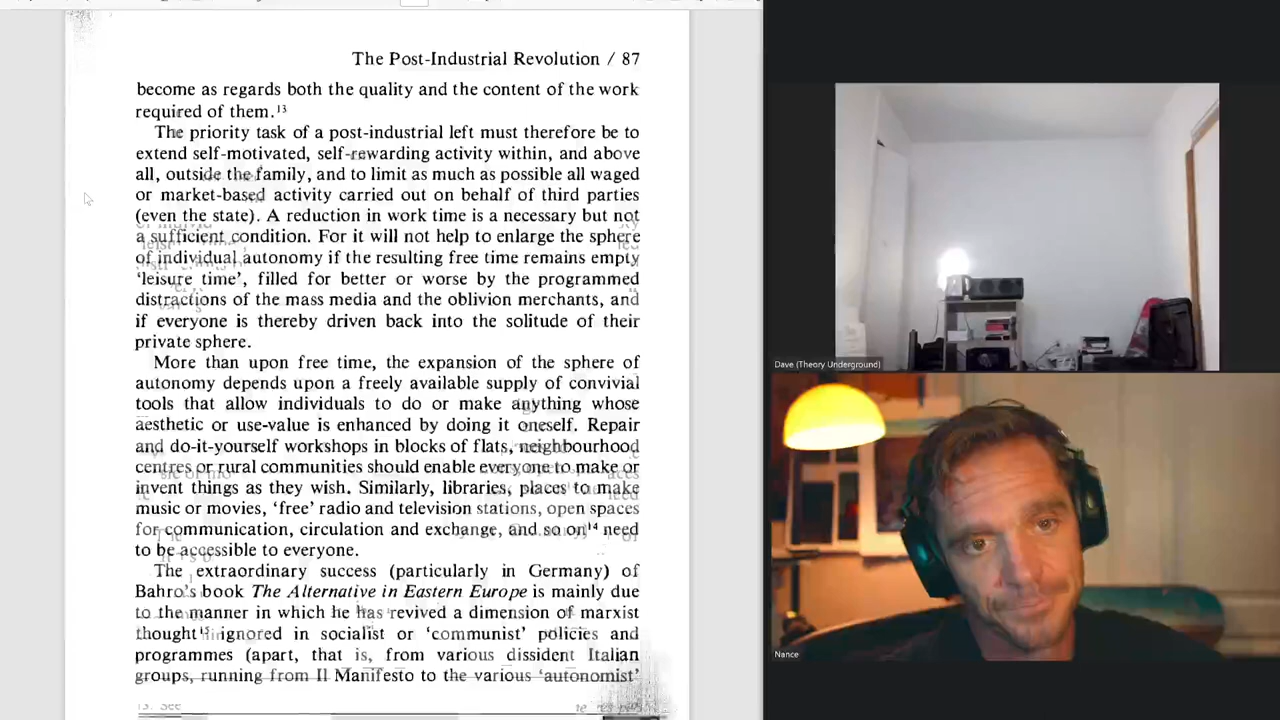 The Post-Industrial Revolution / 87
become as regards both the quality and the content of the work
required of them.¹³
The priority task of a post-industrial left must therefore be to
extend self-motivated, self-rewarding activity within, and above
all, outside the family, and to limit as much as possible all waged
or market-based activity carried out on behalf of third parties
(even the state). A reduction in work time is a necessary but not
a sufficient condition. For it will not help to enlarge the sphere
of individual autonomy if the resulting free time remains empty
‘leisure time’, filled for better or worse by the programmed
distractions of the mass media and the oblivion merchants, and
if everyone is thereby driven back into the solitude of their
private sphere.
More than upon free time, the expansion of the sphere of
autonomy depends upon a freely available supply of convivial
tools that allow individuals to do or make anything whose
aesthetic or use-value is enhanced by doing it oneself. Repair
and do-it-yourself workshops in blocks of flats, neighbourhood
centres or rural communities should enable everyone to make or
invent things as they wish. Similarly, libraries, places to make
music or movies, ‘free’ radio and television stations, open spaces
for communication, circulation and exchange, and so on¹⁴ need
to be accessible to everyone.
The extraordinary success (particularly in Germany) of
Bahro's book The Alternative in Eastern Europe is mainly due
to the manner in which he has revived a dimension of marxist
thought¹⁵ ignored in socialist or ‘communist’ policies and
programmes (apart, that is, from various dissident Italian
groups, running from Il Manifesto to the various ‘autonomist’
13. See
Dave (Theory Underground)
Nance